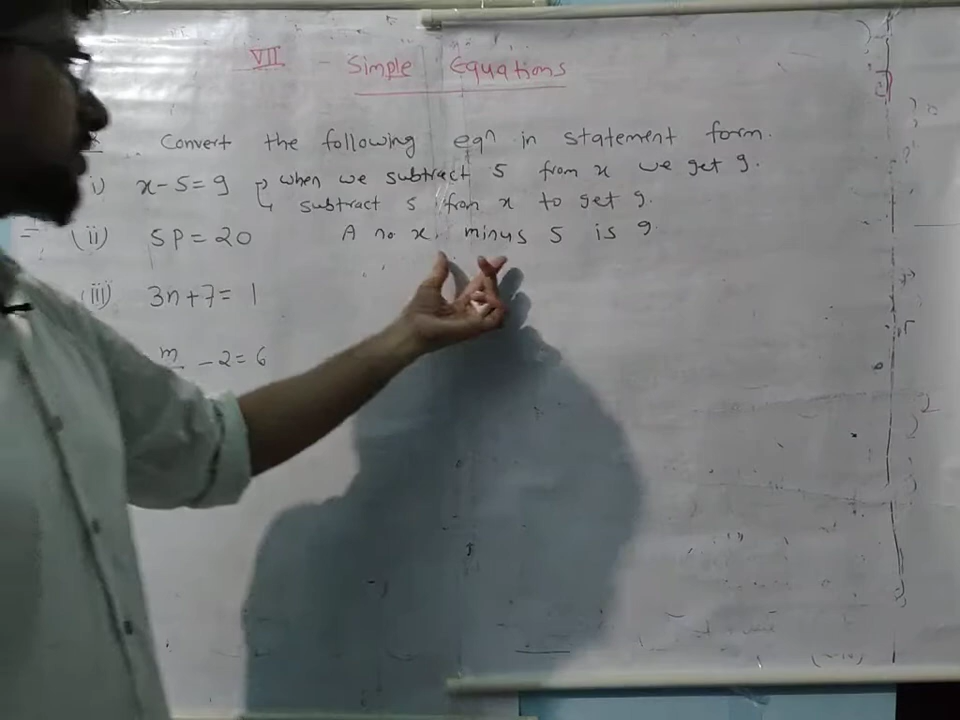 VII - Simple Equations
Convert the following eqn in statement form.
i) x - 5 = 9 when we subtract 5 from x we get 9.
subtract 5 from x to get 9.
(ii) 5P = 20 A no x, minus 5 is 9.
(iii) 3n + 7 = 1
m - 2 = 6